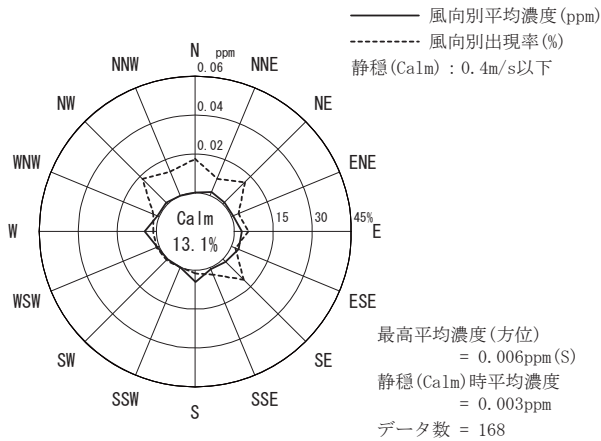 風向別平均濃度(ppm)
風向別出現率(%)
静穏(Calm):0.4m/s以下
N ppm
NNW 0.06 NNE
NW 0.04 NE
WNW 0.02 ENE
W Calm 15 30 45% E
13.1%
WSW ESE
SW SE
SSW SSE
S
最高平均濃度(方位)
= 0.006ppm(S)
静穏(Calm)時平均濃度
= 0.003ppm
データ数 = 168